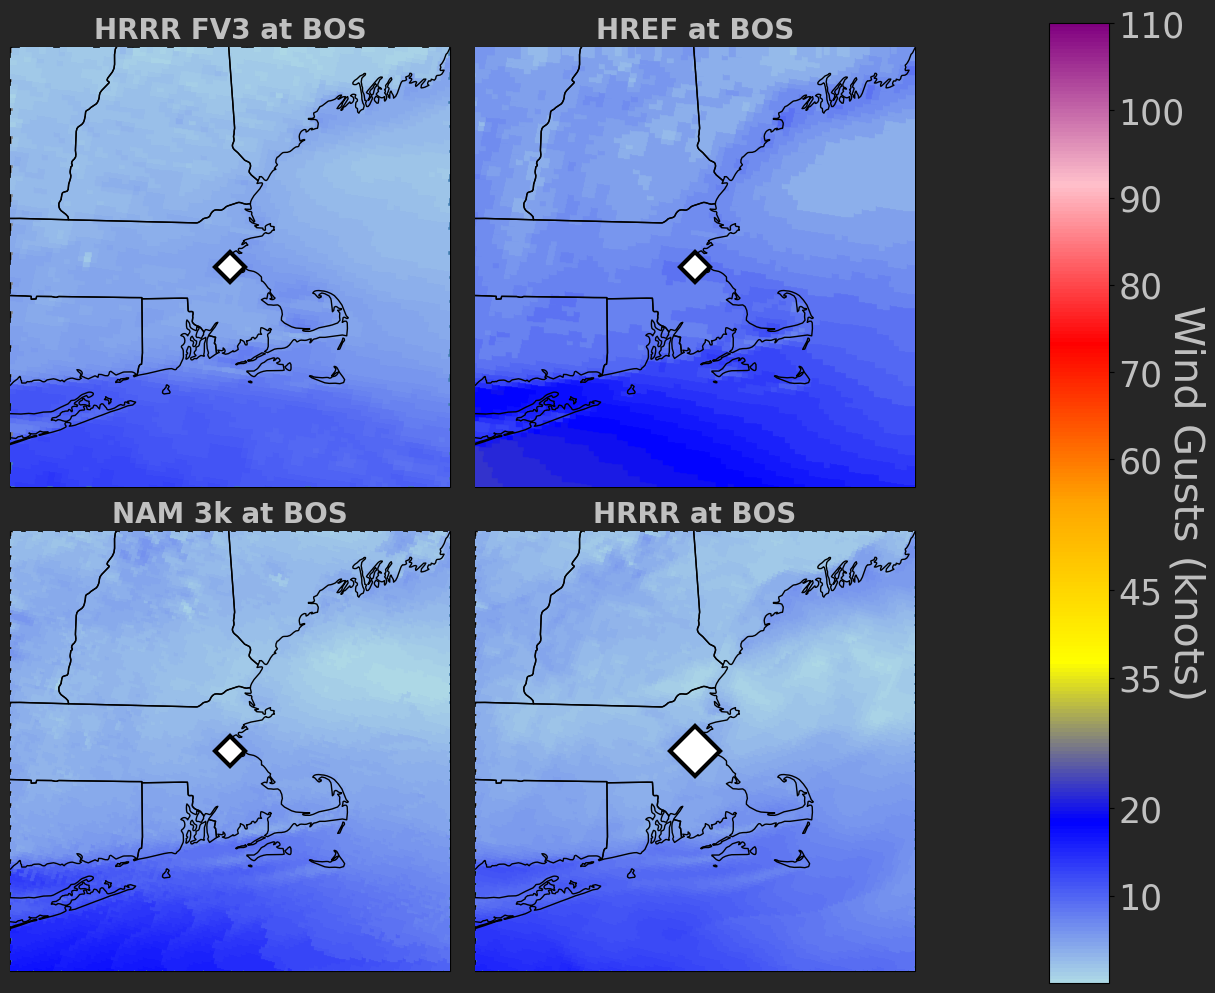 HRRR FV3 at BOS
HREF at BOS
NAM 3k at BOS
HRRR at BOS
110
100
90
80
70
60
45
35
20
10
Wind Gusts (knots)